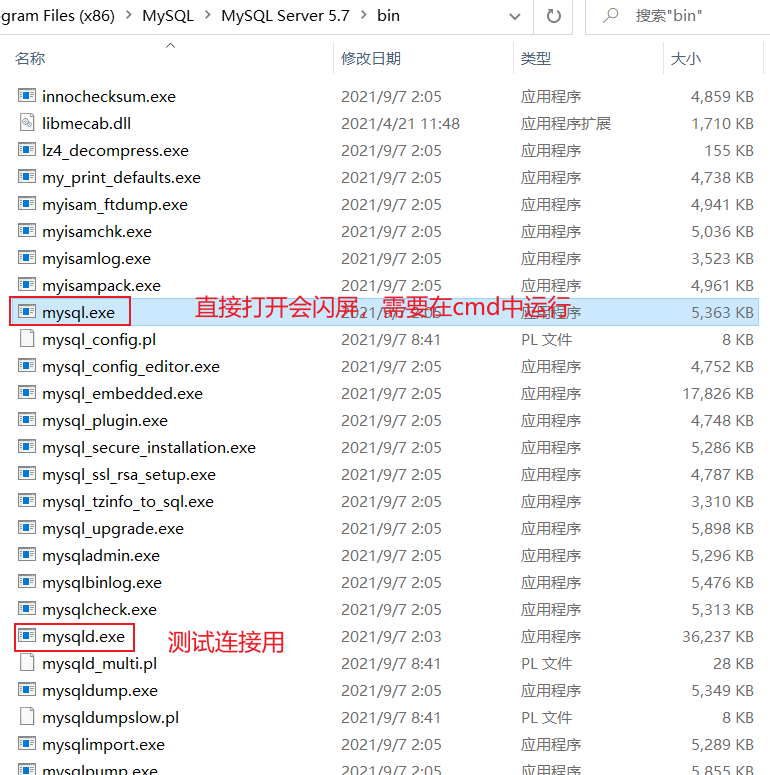 gram Files (x86) > MySQL > MySQL Server 5.7 > bin 搜索"bin"
名称 修改日期 类型 大小
innochecksum.exe 2021/9/7 2:05 应用程序 4,859 KB
libmecab.dll 2021/4/21 11:48 应用程序扩展 1,710 KB
lz4_decompress.exe 2021/9/7 2:05 应用程序 155 KB
my_print_defaults.exe 2021/9/7 2:05 应用程序 4,738 KB
myisam_ftdump.exe 2021/9/7 2:05 应用程序 4,941 KB
myisamchk.exe 2021/9/7 2:05 应用程序 5,036 KB
myisamlog.exe 2021/9/7 2:05 应用程序 3,523 KB
myisampack.exe 2021/9/7 2:05 应用程序 4,961 KB
mysql.exe 2021/9/7 2:05 应用程序 5,363 KB
直接打开会闪屏，需要在cmd中运行
mysql_config.pl 2021/9/7 8:41 PL 文件 8 KB
mysql_config_editor.exe 2021/9/7 2:05 应用程序 4,752 KB
mysql_embedded.exe 2021/9/7 2:05 应用程序 17,826 KB
mysql_plugin.exe 2021/9/7 2:05 应用程序 4,748 KB
mysql_secure_installation.exe 2021/9/7 2:05 应用程序 5,286 KB
mysql_ssl_rsa_setup.exe 2021/9/7 2:05 应用程序 4,787 KB
mysql_tzinfo_to_sql.exe 2021/9/7 2:05 应用程序 3,310 KB
mysql_upgrade.exe 2021/9/7 2:05 应用程序 5,898 KB
mysqladmin.exe 2021/9/7 2:05 应用程序 5,296 KB
mysqlbinlog.exe 2021/9/7 2:05 应用程序 5,476 KB
mysqlcheck.exe 2021/9/7 2:05 应用程序 5,313 KB
mysqld.exe 测试连接用 2021/9/7 2:03 应用程序 36,237 KB
mysqld_multi.pl 2021/9/7 8:41 PL 文件 28 KB
mysqldump.exe 2021/9/7 2:05 应用程序 5,349 KB
mysqldumpslow.pl 2021/9/7 8:41 PL 文件 8 KB
mysqlimport.exe 2021/9/7 2:05 应用程序 5,289 KB
mysqlpump.exe 2021/9/7 2:05 应用程序 5,855 KB